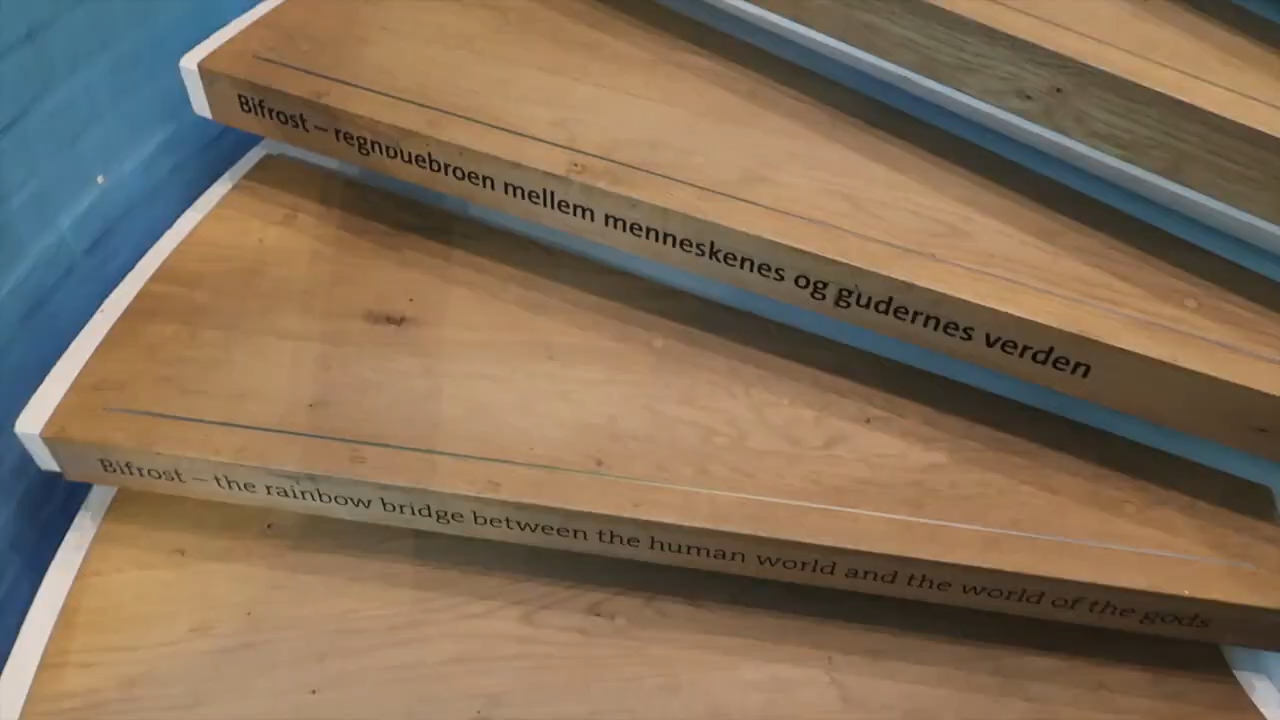 Bifrost – regnbuebroen mellem menneskenes og gudernes verden
Bifrost – the rainbow bridge between the human world and the world of the gods